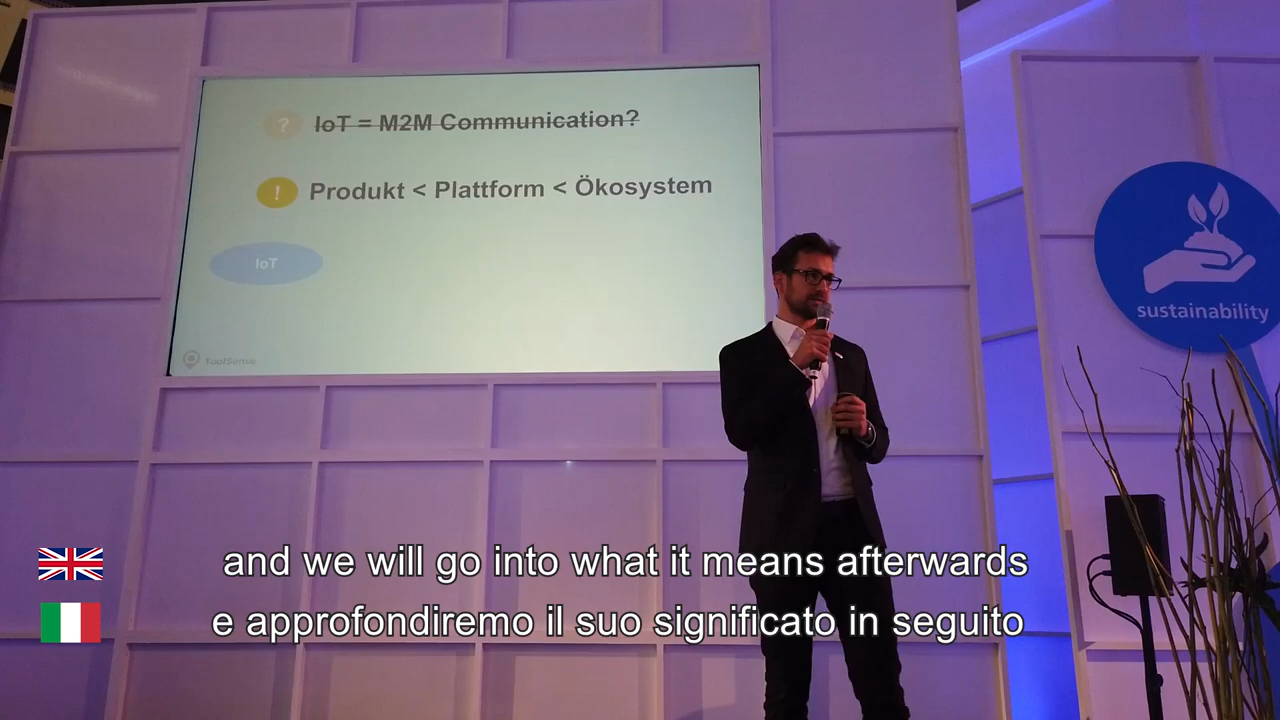 ? IoT = M2M Communication?
! Produkt < Plattform < Ökosystem
IoT
ToolSense
sustainability
and we will go into what it means afterwards
e approfondiremo il suo significato in seguito